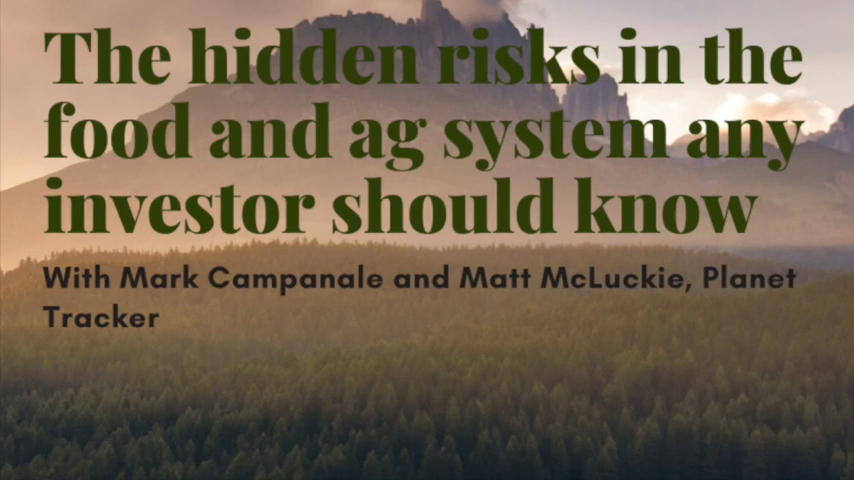 The hidden risks in the
food and ag system any
investor should know
With Mark Campanale and Matt McLuckie, Planet
Tracker